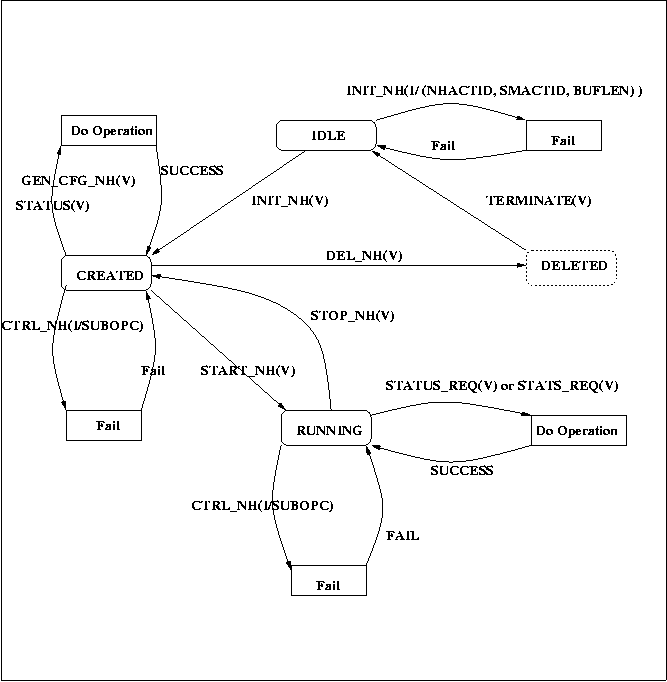 INIT_NH(I/ (NHACTID, SMACTID, BUFLEN) )
Do Operation
IDLE
Fail
Fail
SUCCESS
GEN_CFG_NH(V)
STATUS(V)
INIT_NH(V)
TERMINATE(V)
DEL_NH(V)
CREATED
DELETED
STOP_NH(V)
CTRL_NH(I/SUBOPC)
Fail
START_NH(V)
STATUS_REQ(V) or STATS_REQ(V)
Fail
RUNNING
Do Operation
SUCCESS
CTRL_NH(I/SUBOPC)
FAIL
Fail